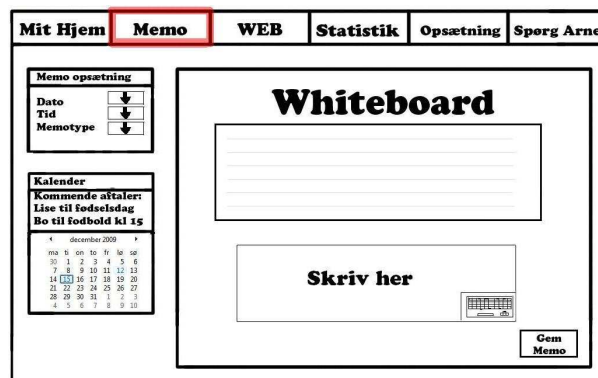 Mit Hjem Memo WEB Statistik Opsætning Spørg Arne
Memo opsætning
Dato
Tid
Memotype
Kalender
Kommende aftaler:
Lise til fødselsdag
Bo til fodbold kl 15
december 2009
ma ti on to fr lø sø
30 1 2 3 4 5 6
7 8 9 10 11 12 13
14 15 16 17 18 19 20
21 22 23 24 25 26 27
28 29 30 31 1 2 3
4 5 6 7 8 9 10
Whiteboard
Skriv her
Gem
Memo